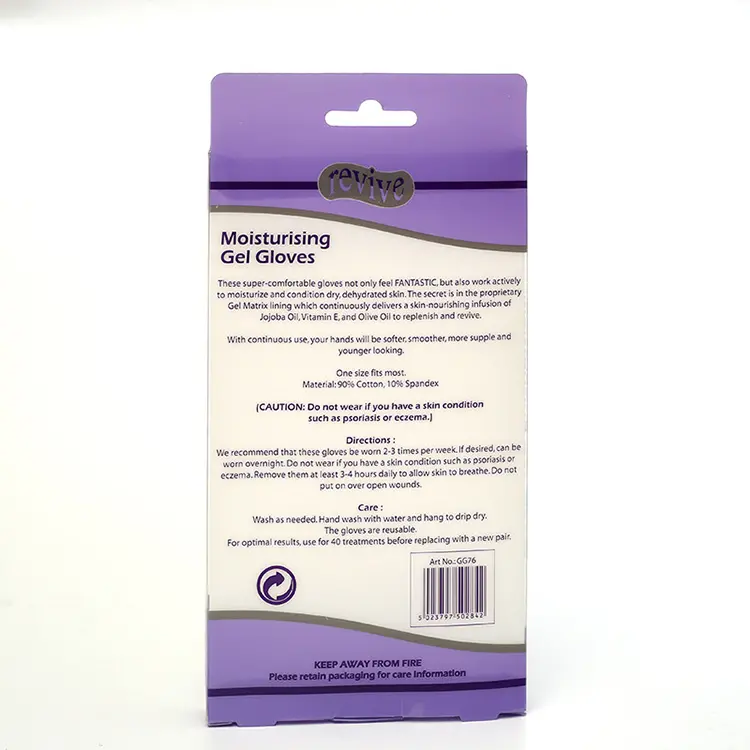 revive
Moisturising
Gel Gloves
These super-comfortable gloves not only feel FANTASTIC, but also work actively
to moisturize and condition dry, dehydrated skin. The secret is in the proprietary
Gel Matrix lining which continuously delivers a skin-nourishing infusion of
Jojoba Oil, Vitamin E, and Olive Oil to replenish and revive.
With continuous use, your hands will be softer, smoother, more supple and
younger looking.
One size fits most.
Material: 90% Cotton, 10% Spandex
(CAUTION: Do not wear if you have a skin condition
such as psoriasis or eczema.)
Directions :
We recommend that these gloves be worn 2-3 times per week. If desired, can be
worn overnight. Do not wear if you have a skin condition such as psoriasis or
eczema. Remove them at least 3-4 hours daily to allow skin to breathe. Do not
put on over open wounds.
Care :
Wash as needed. Hand wash with water and hang to drip dry.
The gloves are reusable.
For optimal results, use for 40 treatments before replacing with a new pair.
Art No.: GG76
5 023797 502842
KEEP AWAY FROM FIRE
Please retain packaging for care information